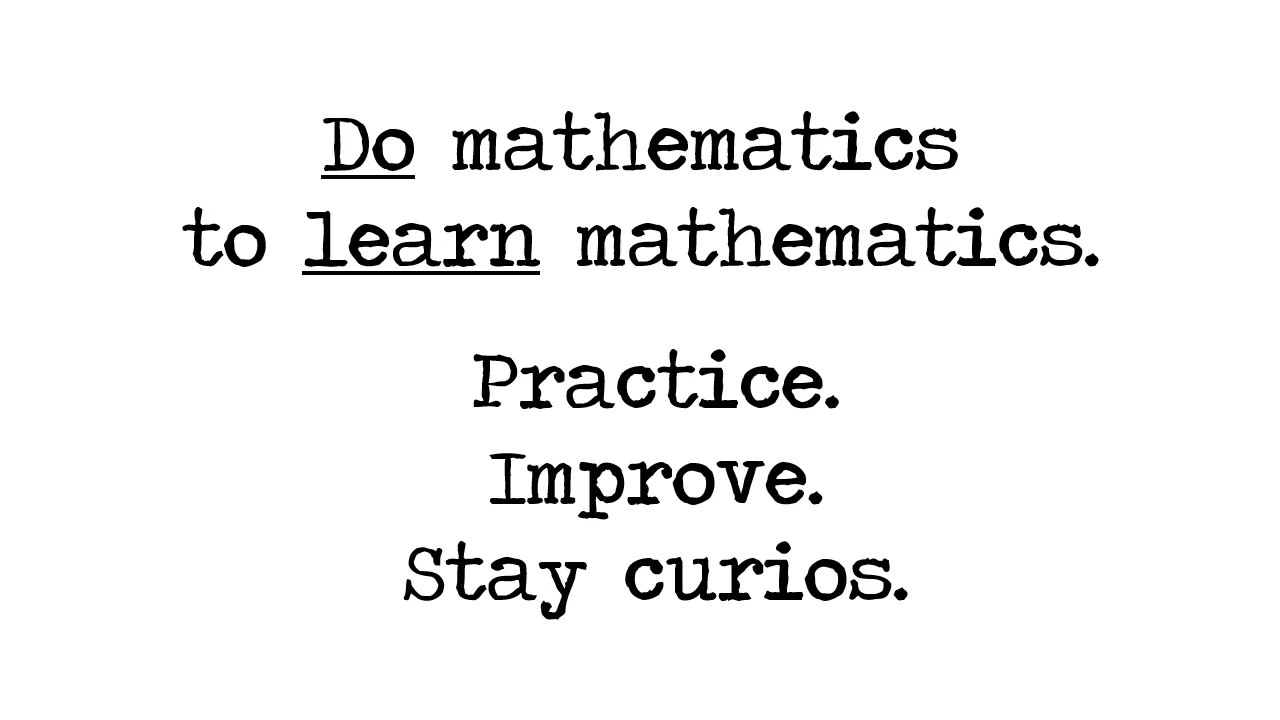 Do mathematics
to learn mathematics.
Practice.
Improve.
Stay curios.